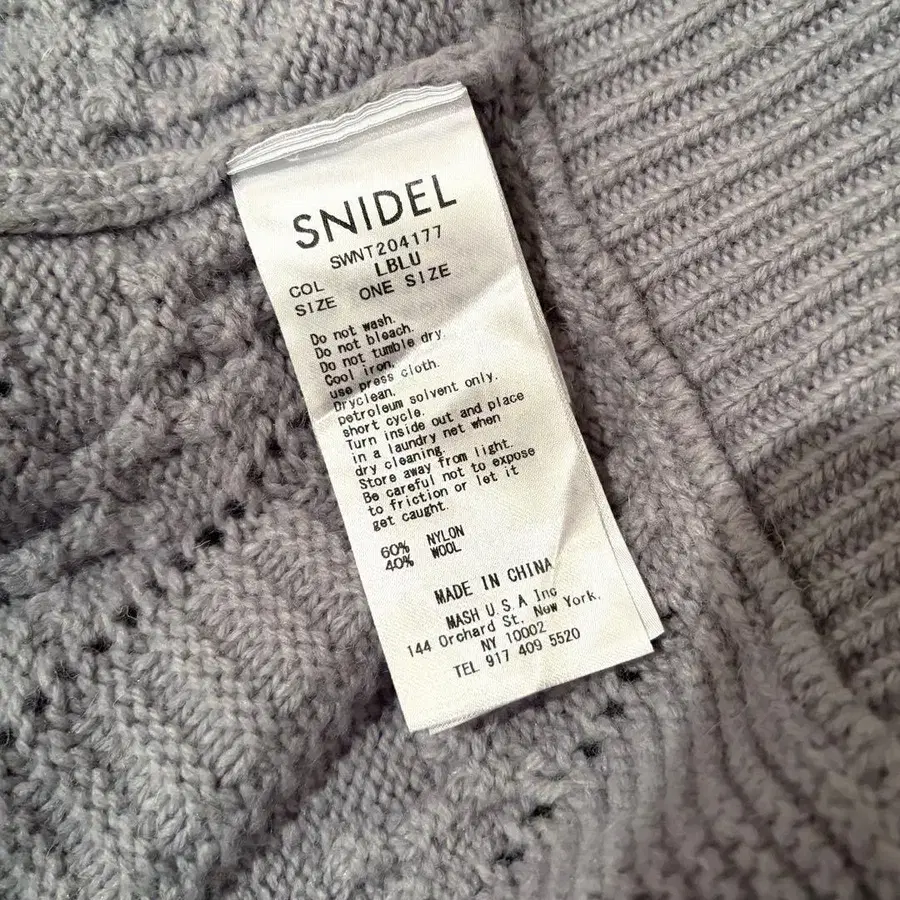 SNIDEL
SWNT204177
COL LBLU
SIZE ONE SIZE
Do not wash.
Do not bleach.
Do not tumble dry.
Cool iron.
use press cloth.
Dryclean.
petroleum solvent only.
short cycle.
Turn inside out and place
in a laundry net when
dry cleaning.
Store away from light.
Be careful not to expose
to friction or let it
get caught.
60% NYLON
40% WOOL
MADE IN CHINA
MASH U.S.A Inc
144 Orchard St. New York.
NY 10002
TEL 917 409 5520